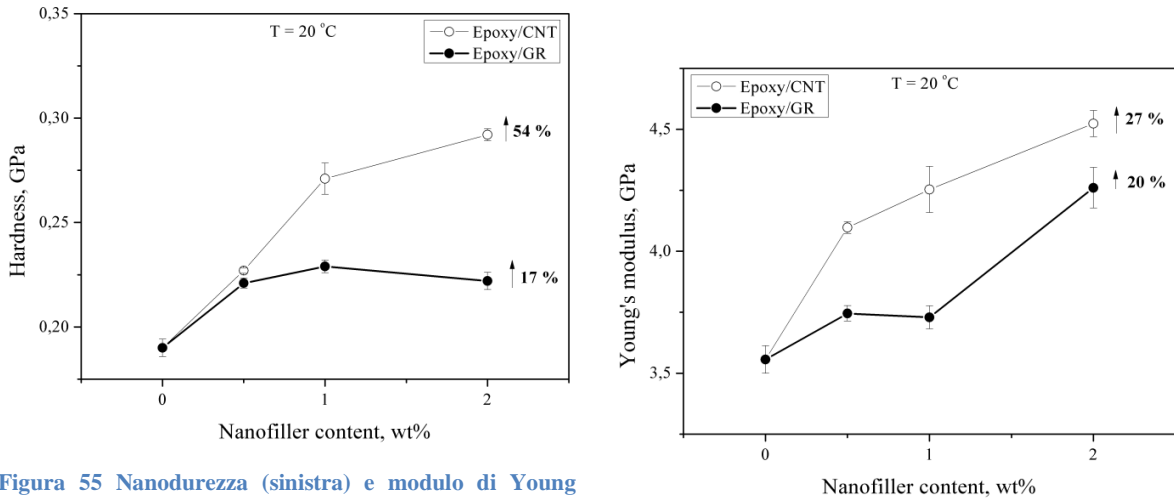 0,35
T = 20 °C
Epoxy/CNT
Epoxy/GR
0,30
54 %
Hardness, GPa
0,25
17 %
0,20
0
1
2
Nanofiller content, wt%
Epoxy/CNT
Epoxy/GR
T = 20 °C
4,5
27 %
20 %
Young's modulus, GPa
4,0
3,5
0
1
2
Nanofiller content, wt%
Figura 55 Nanodurezza (sinistra) e modulo di Young